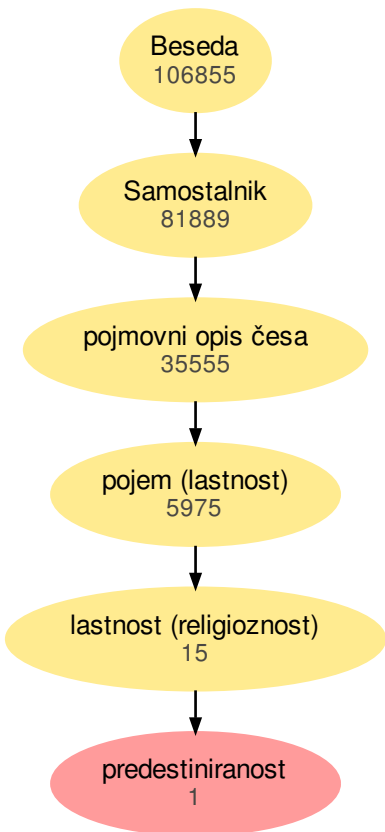 Beseda
106855
Samostalnik
81889
pojmovni opis česa
35555
pojem (lastnost)
5975
lastnost (religioznost)
15
predestiniranost
1